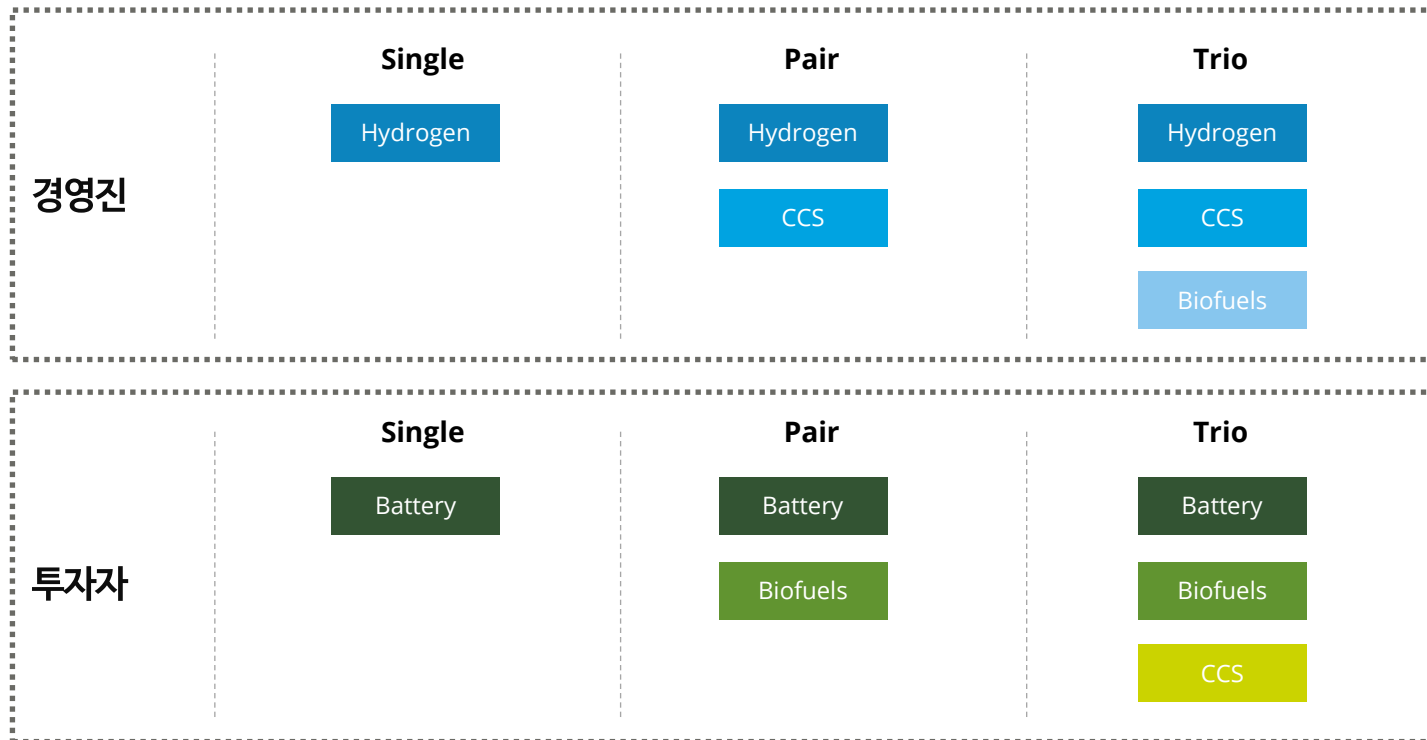 Single Pair Trio
Hydrogen Hydrogen Hydrogen
경영진
CCS CCS
Biofuels
Single Pair Trio
Battery Battery Battery
투자자
Biofuels Biofuels
CCS